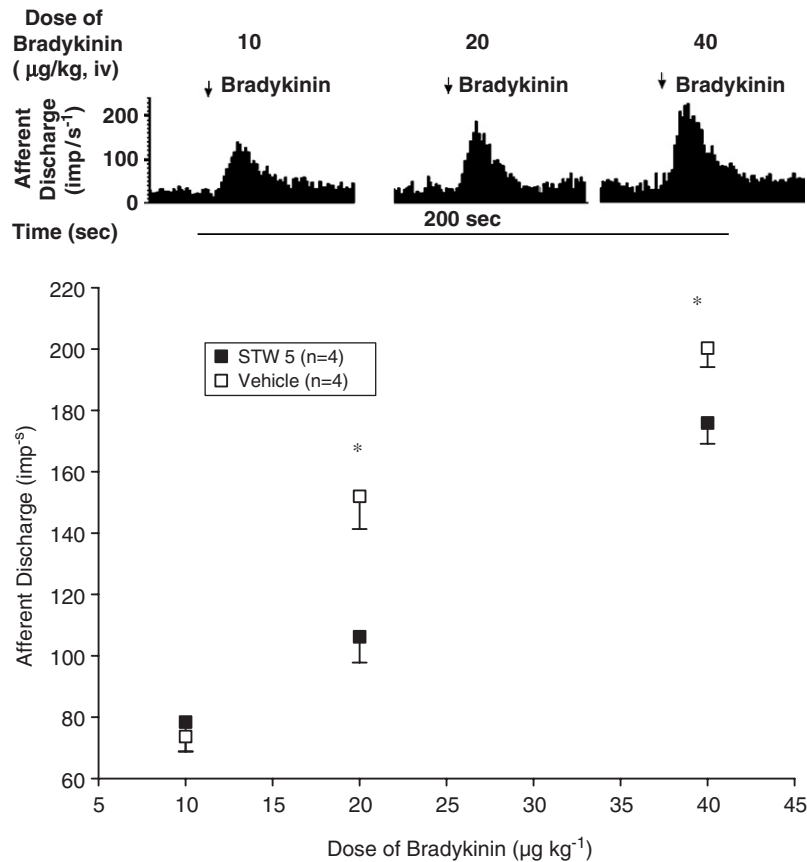 Dose of
Bradykinin
( μg/kg, iv)
10 20 40
Bradykinin Bradykinin Bradykinin
Afferent
Discharge
(imp/s⁻¹)
200
100
0
Time (sec)
200 sec
220
200
180
160
140
120
100
80
60
Afferent Discharge (imp⁻ˢ)
STW 5 (n=4)
Vehicle (n=4)
*
*
5 10 15 20 25 30 35 40 45
Dose of Bradykinin (μg kg⁻¹)